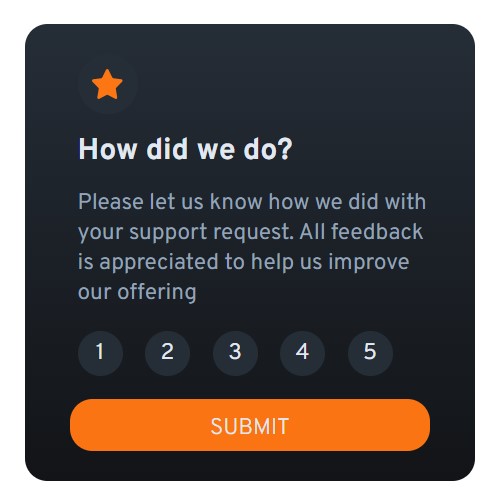 How did we do?
Please let us know how we did with
your support request. All feedback
is appreciated to help us improve
our offering
1 2 3 4 5
SUBMIT